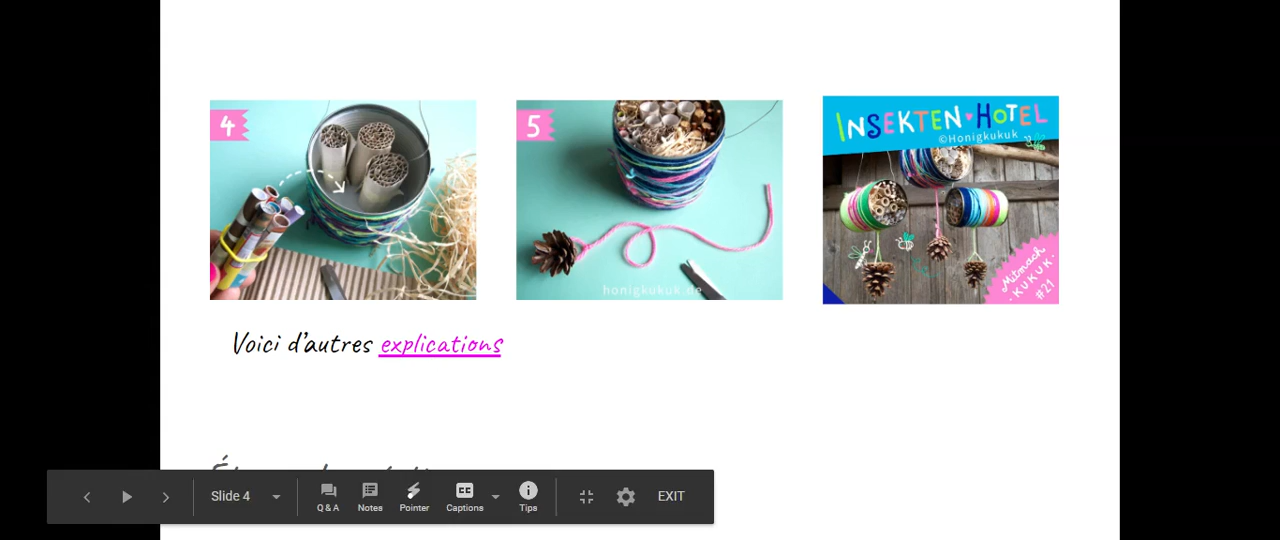 4
5
INSEKTEN♥HOTEL
©Honigkukuk
Mitmach
·KUKUK·
#21
honigkukuk.de
Voici d'autres explications
Slide 4
Q & A
Notes
Pointer
Captions
Tips
EXIT